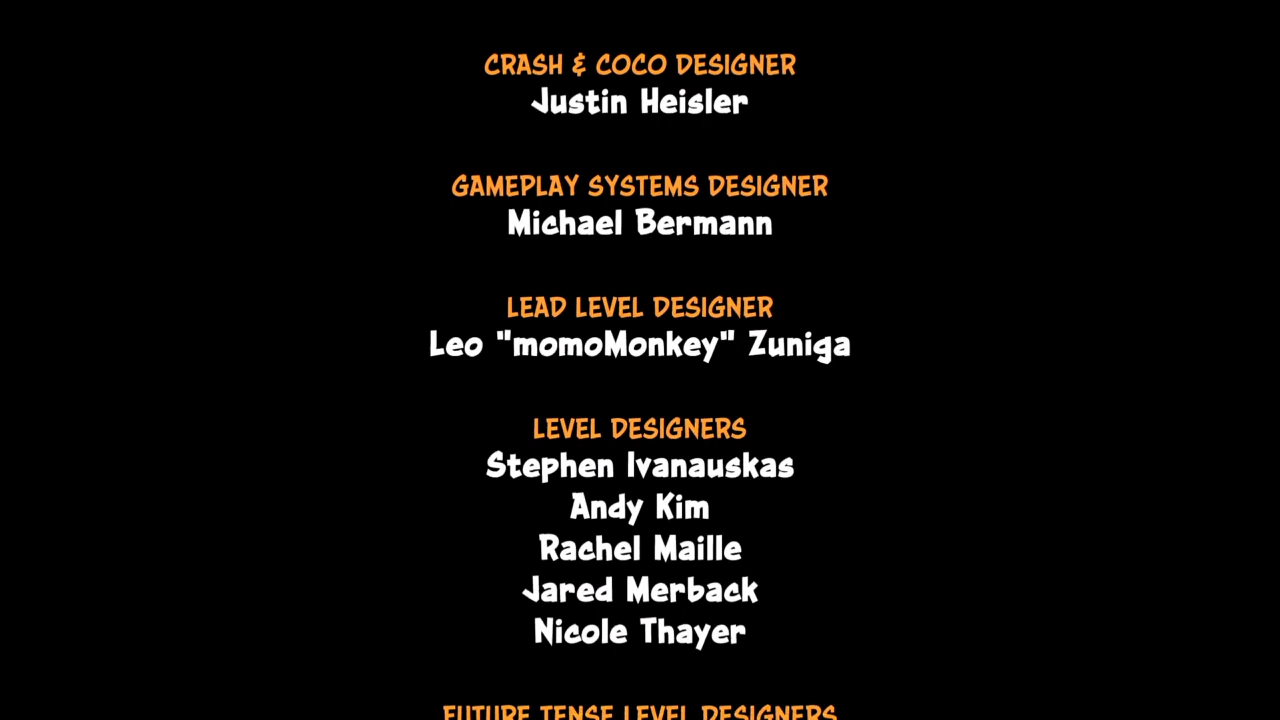 CRASH & COCO DESIGNER
Justin Heisler
GAMEPLAY SYSTEMS DESIGNER
Michael Bermann
LEAD LEVEL DESIGNER
Leo "momoMonkey" Zuniga
LEVEL DESIGNERS
Stephen Ivanauskas
Andy Kim
Rachel Maille
Jared Merback
Nicole Thayer
FUTURE TENSE LEVEL DESIGNERS